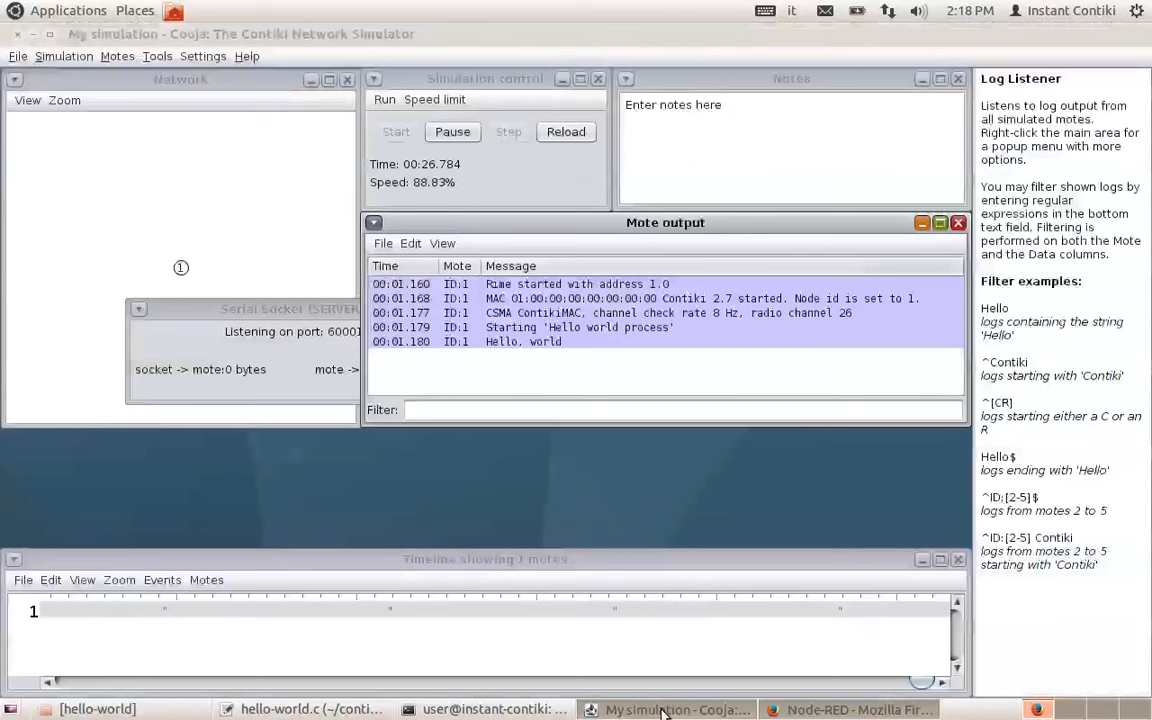 Applications Places it 2:18 PM Instant Contiki
My simulation - Cooja: The Contiki Network Simulator
File Simulation Motes Tools Settings Help
Network
View Zoom
1
Serial Socket (SERVER
Listening on port: 60001
socket -> mote:0 bytes mote ->
Simulation control
Run Speed limit
Start Pause Step Reload
Time: 00:26.784
Speed: 88.83%
Notes
Enter notes here
Mote output
File Edit View
Time Mote Message
00:01.160 ID:1 Rime started with address 1.0
00:01.168 ID:1 MAC 01:00:00:00:00:00:00:00 Contiki 2.7 started. Node id is set to 1.
00:01.177 ID:1 CSMA ContikiMAC, channel check rate 8 Hz, radio channel 26
00:01.179 ID:1 Starting 'Hello world process'
00:01.180 ID:1 Hello, world
Filter:
Log Listener
Listens to log output from
all simulated motes.
Right-click the main area for
a popup menu with more
options.
You may filter shown logs by
entering regular
expressions in the bottom
text field. Filtering is
performed on both the Mote
and the Data columns.
Filter examples:
Hello
logs containing the string
'Hello'
^Contiki
logs starting with 'Contiki'
^[CR]
logs starting either a C or an
R
Hello$
logs ending with 'Hello'
^ID:[2-5]$
logs from motes 2 to 5
^ID:[2-5] Contiki
logs from motes 2 to 5
starting with 'Contiki'
Timeline showing 1 motes
File Edit View Zoom Events Motes
1
[hello-world] hello-world.c (~/conti... user@instant-contiki: ... My simulation - Cooja:... Node-RED - Mozilla Fir...